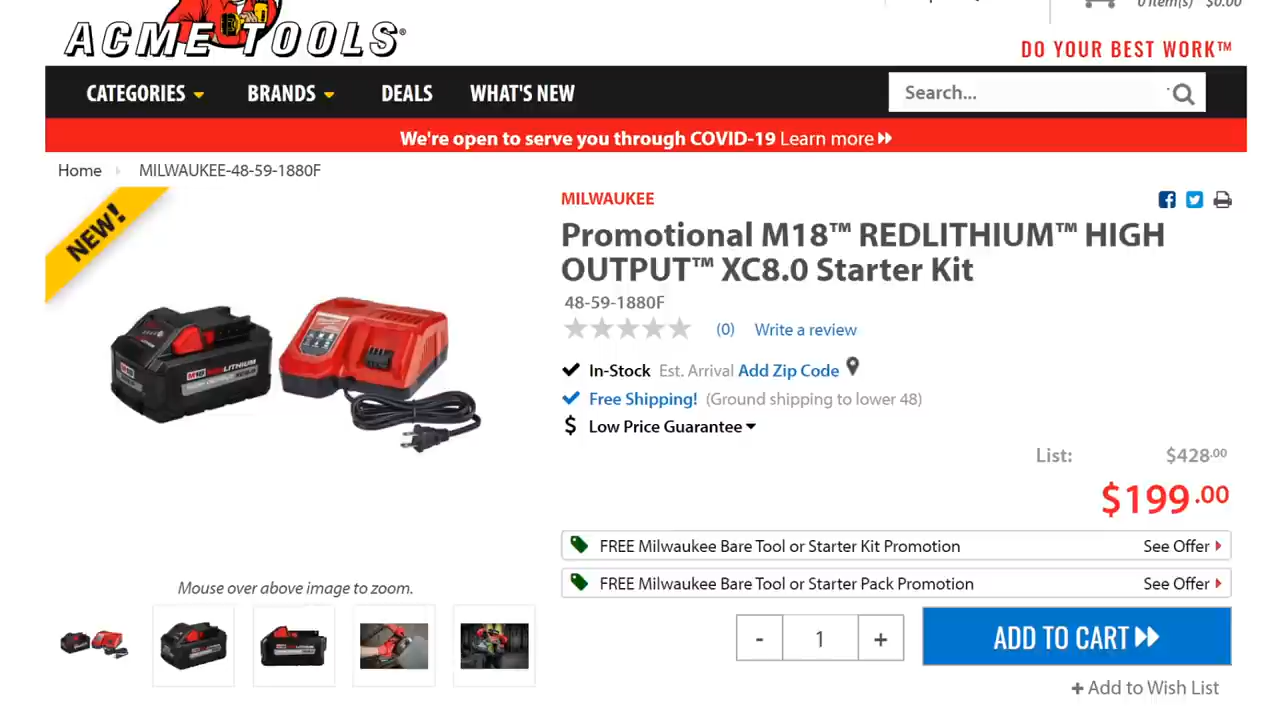 0 item(s) $0.00
ACME TOOLS®
DO YOUR BEST WORK™
CATEGORIES
BRANDS
DEALS
WHAT'S NEW
Search...
We're open to serve you through COVID-19 Learn more
Home
MILWAUKEE-48-59-1880F
NEW!
MILWAUKEE
Promotional M18™ REDLITHIUM™ HIGH
OUTPUT™ XC8.0 Starter Kit
48-59-1880F
(0) Write a review
In-Stock Est. Arrival Add Zip Code
Free Shipping! (Ground shipping to lower 48)
$ Low Price Guarantee
List: $428.00
$199.00
FREE Milwaukee Bare Tool or Starter Kit Promotion See Offer
FREE Milwaukee Bare Tool or Starter Pack Promotion See Offer
Mouse over above image to zoom.
- 1 +
ADD TO CART
+ Add to Wish List